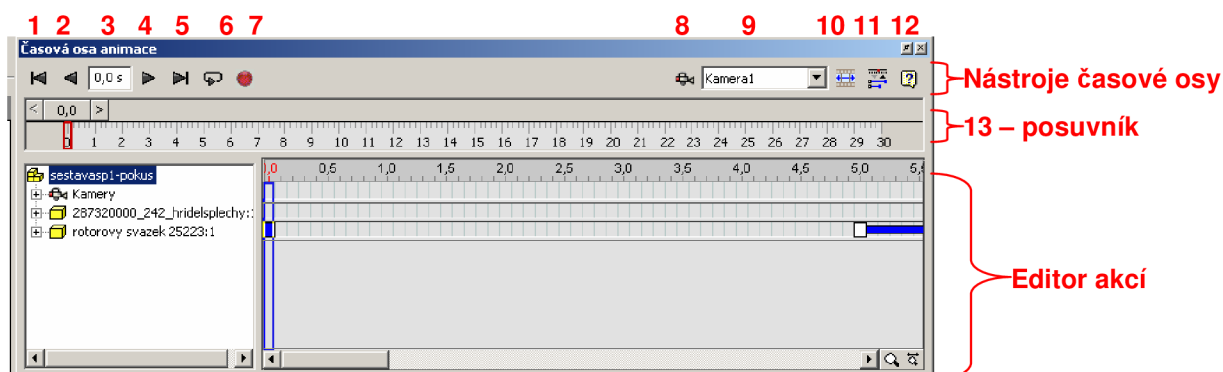 1 2 3 4 5 6 7 8 9 10 11 12
Časová osa animace
0,0 s Kamera1
Nástroje časové osy
< 0,0 >
13 – posuvník
0 1 2 3 4 5 6 7 8 9 10 11 12 13 14 15 16 17 18 19 20 21 22 23 24 25 26 27 28 29 30
sestavasp1-pokus
,0 0,5 1,0 1,5 2,0 2,5 3,0 3,5 4,0 4,5 5,0 5,
Kamery
287320000_242_hridelsplechy:
rotorovy svazek 25223:1
Editor akcí